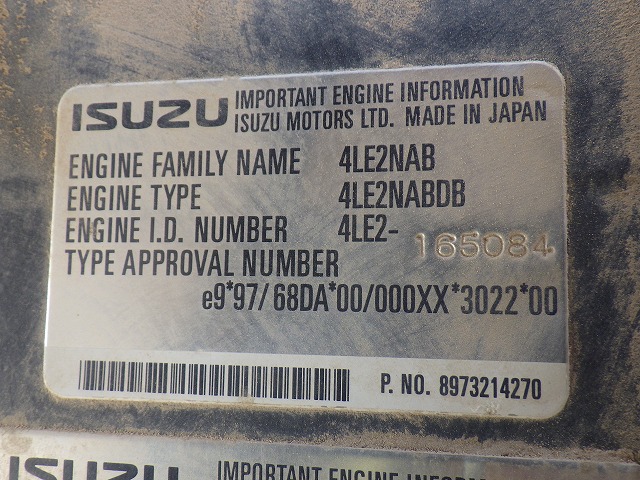 ISUZU IMPORTANT ENGINE INFORMATION
ISUZU MOTORS LTD. MADE IN JAPAN
ENGINE FAMILY NAME 4LE2NAB
ENGINE TYPE 4LE2NABDB
ENGINE I.D. NUMBER 4LE2- 165084
TYPE APPROVAL NUMBER
e9*97/68DA*00/000XX*3022*00
P. NO. 8973214270
ISUZU IMPORTANT ENGINE